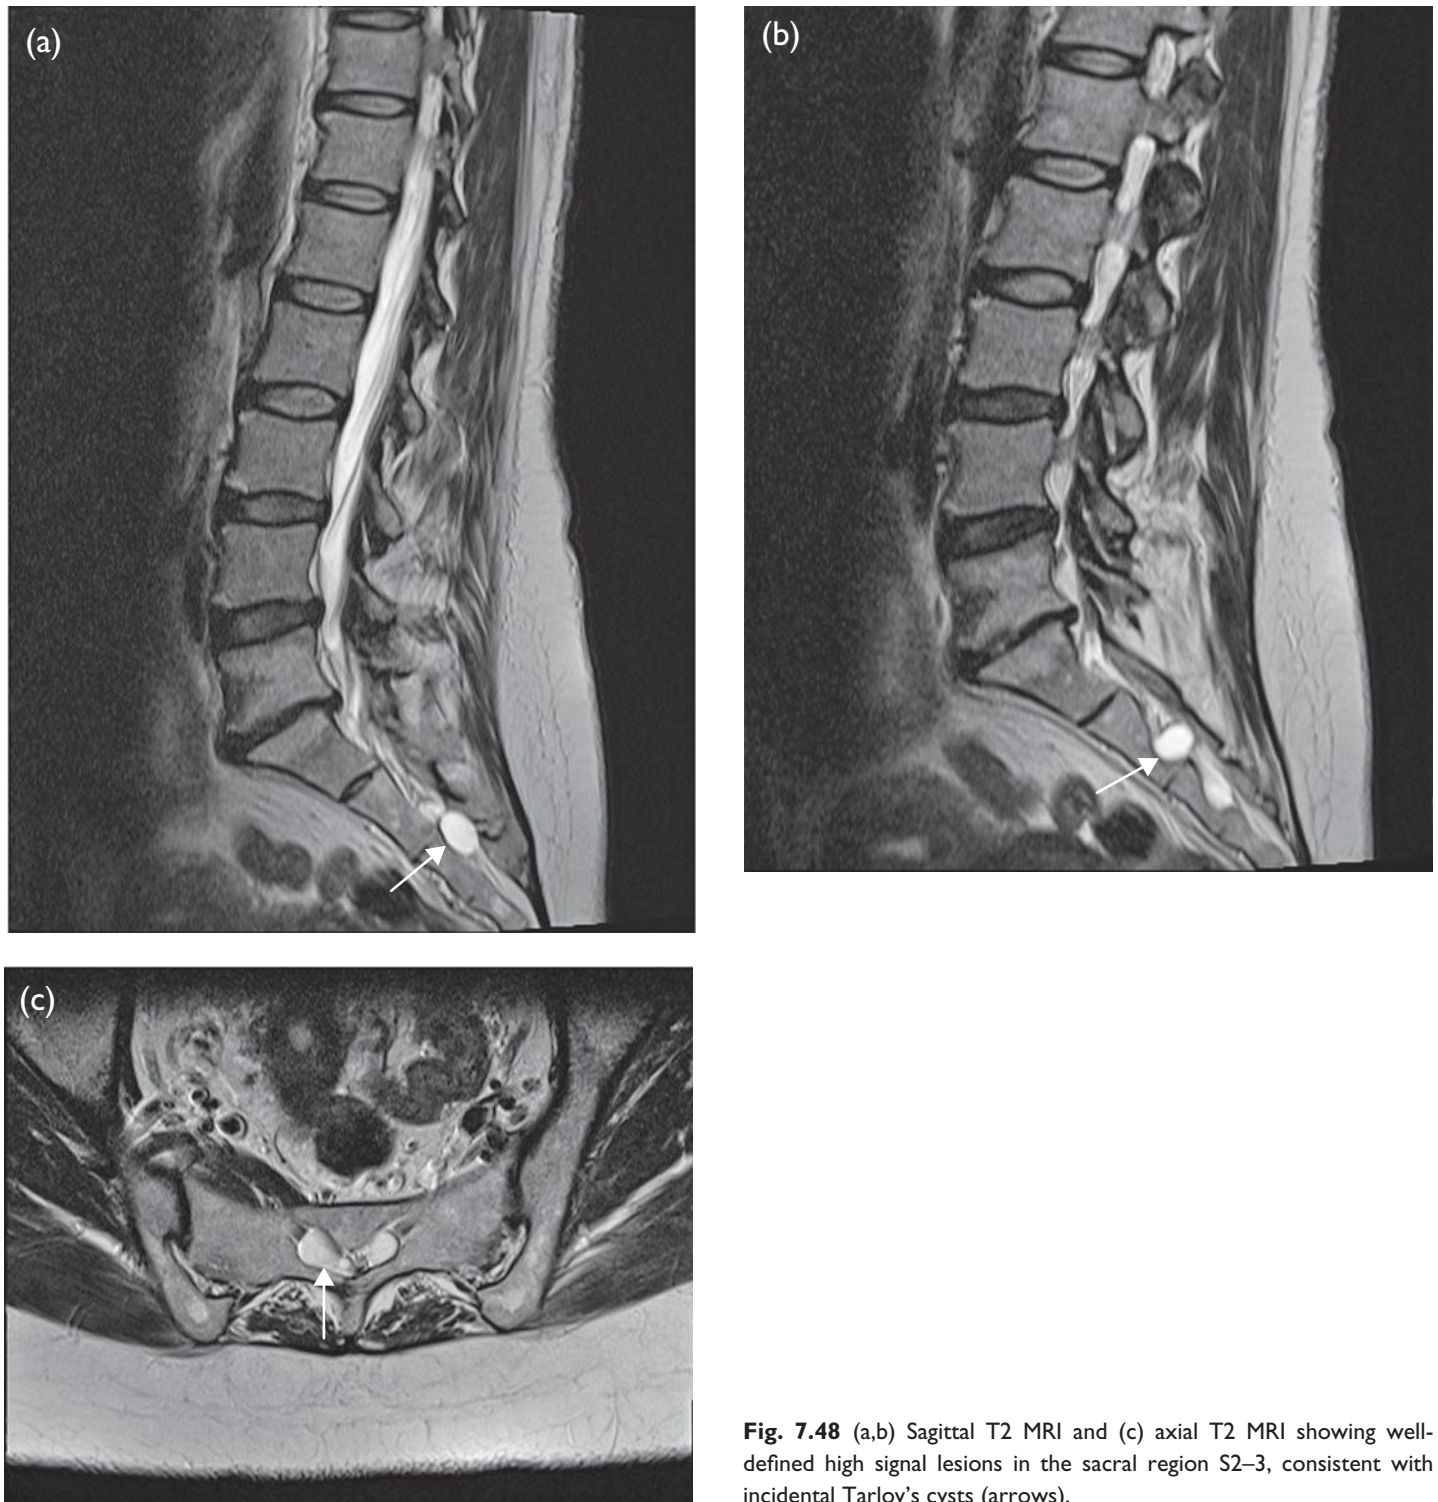 (a)
(b)
(c)
Fig. 7.48 (a,b) Sagittal T2 MRI and (c) axial T2 MRI showing well-
defined high signal lesions in the sacral region S2–3, consistent with
incidental Tarlov's cysts (arrows).